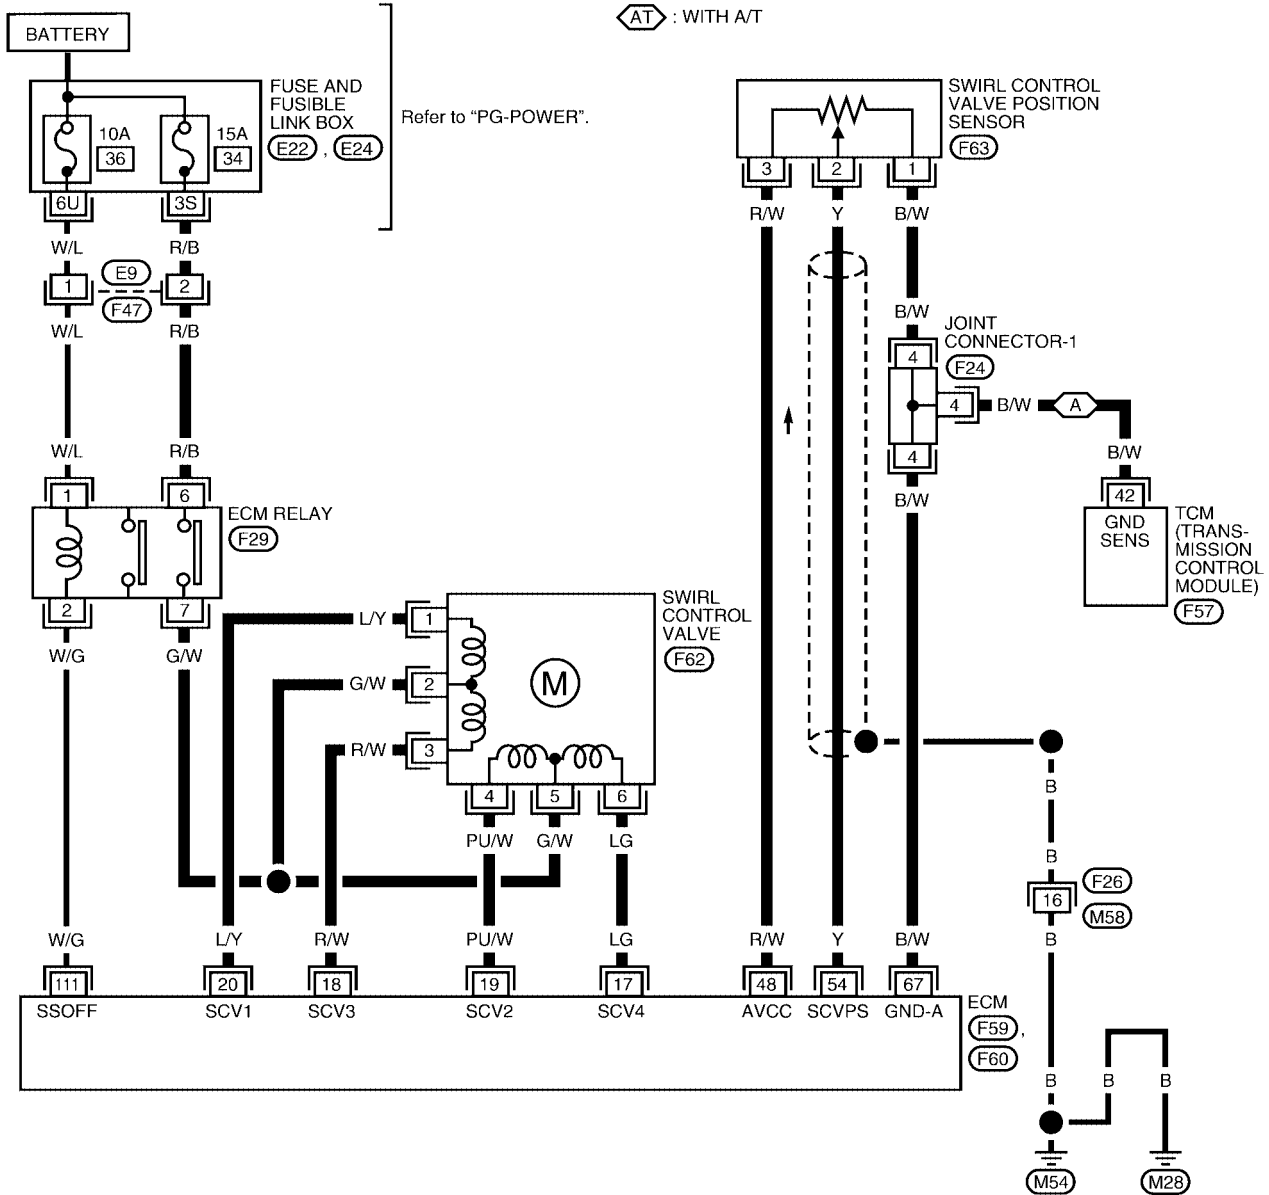 BATTERY
AT : WITH A/T
FUSE AND
FUSIBLE
LINK BOX
E22 , E24
Refer to “PG-POWER”.
10A
36
15A
34
6U
3S
W/L
R/B
1
E9
2
F47
W/L
R/B
W/L
R/B
1
6
ECM RELAY
F29
2
7
W/G
G/W
SWIRL CONTROL
VALVE POSITION
SENSOR
F63
3
2
1
R/W
Y
B/W
B/W
JOINT
CONNECTOR-1
F24
4
4
B/W
A
4
B/W
B/W
42
GND
SENS
TCM
(TRANS-
MISSION
CONTROL
MODULE)
F57
SWIRL
CONTROL
VALVE
F62
L/Y
1
G/W
2
M
R/W
3
4
5
6
PU/W
G/W
LG
B
B
16
F26
M58
B
W/G
L/Y
R/W
PU/W
LG
R/W
Y
B/W
111
20
18
19
17
48
54
67
SSOFF
SCV1
SCV3
SCV2
SCV4
AVCC
SCVPS
GND-A
ECM
F59 ,
F60
B
B
B
M54
M28